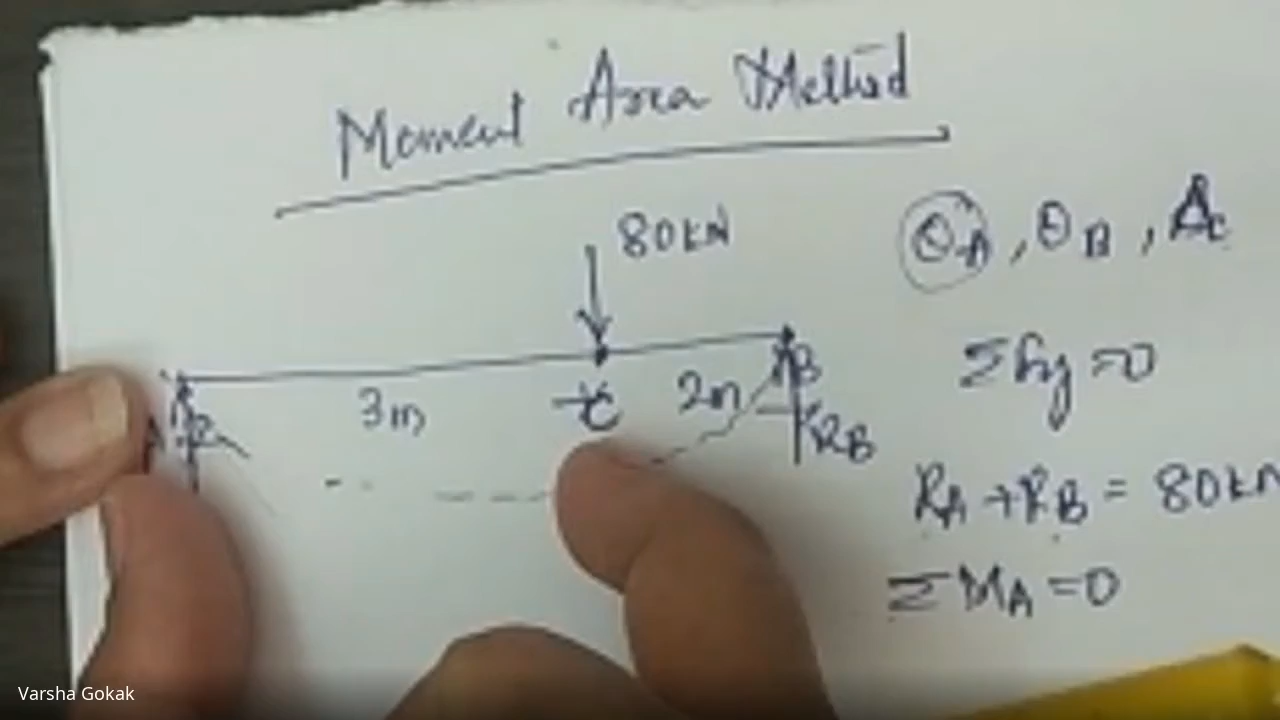 Moment Area Method
80kN
θA, θB, Δc
A
3m
C
2m
B
RB
Σfy=0
RA+RB= 80kN
ΣMA=0
Varsha Gokak